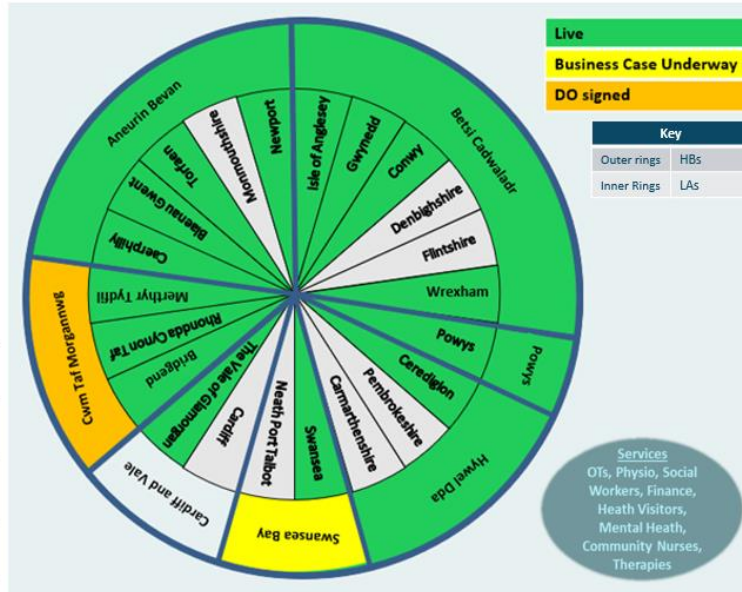 Live
Business Case Underway
DO signed
Key
Outer rings HBs
Inner Rings LAs
Aneurin Bevan
Betsi Cadwaladr
Powys
Hywel Dda
Swansea Bay
Cardiff and Vale
Cwm Taf Morgannwg
Isle of Anglesey
Gwynedd
Conwy
Denbighshire
Flintshire
Wrexham
Powys
Ceredigion
Pembrokeshire
Carmarthenshire
Swansea
Neath Port Talbot
Cardiff
The Vale of Glamorgan
Bridgend
Rhondda Cynon Taf
Merthyr Tydfil
Caerphilly
Blaenau Gwent
Torfaen
Monmouthshire
Newport
Services
OTs, Physio, Social
Workers, Finance,
Heath Visitors,
Mental Heath,
Community Nurses,
Therapies